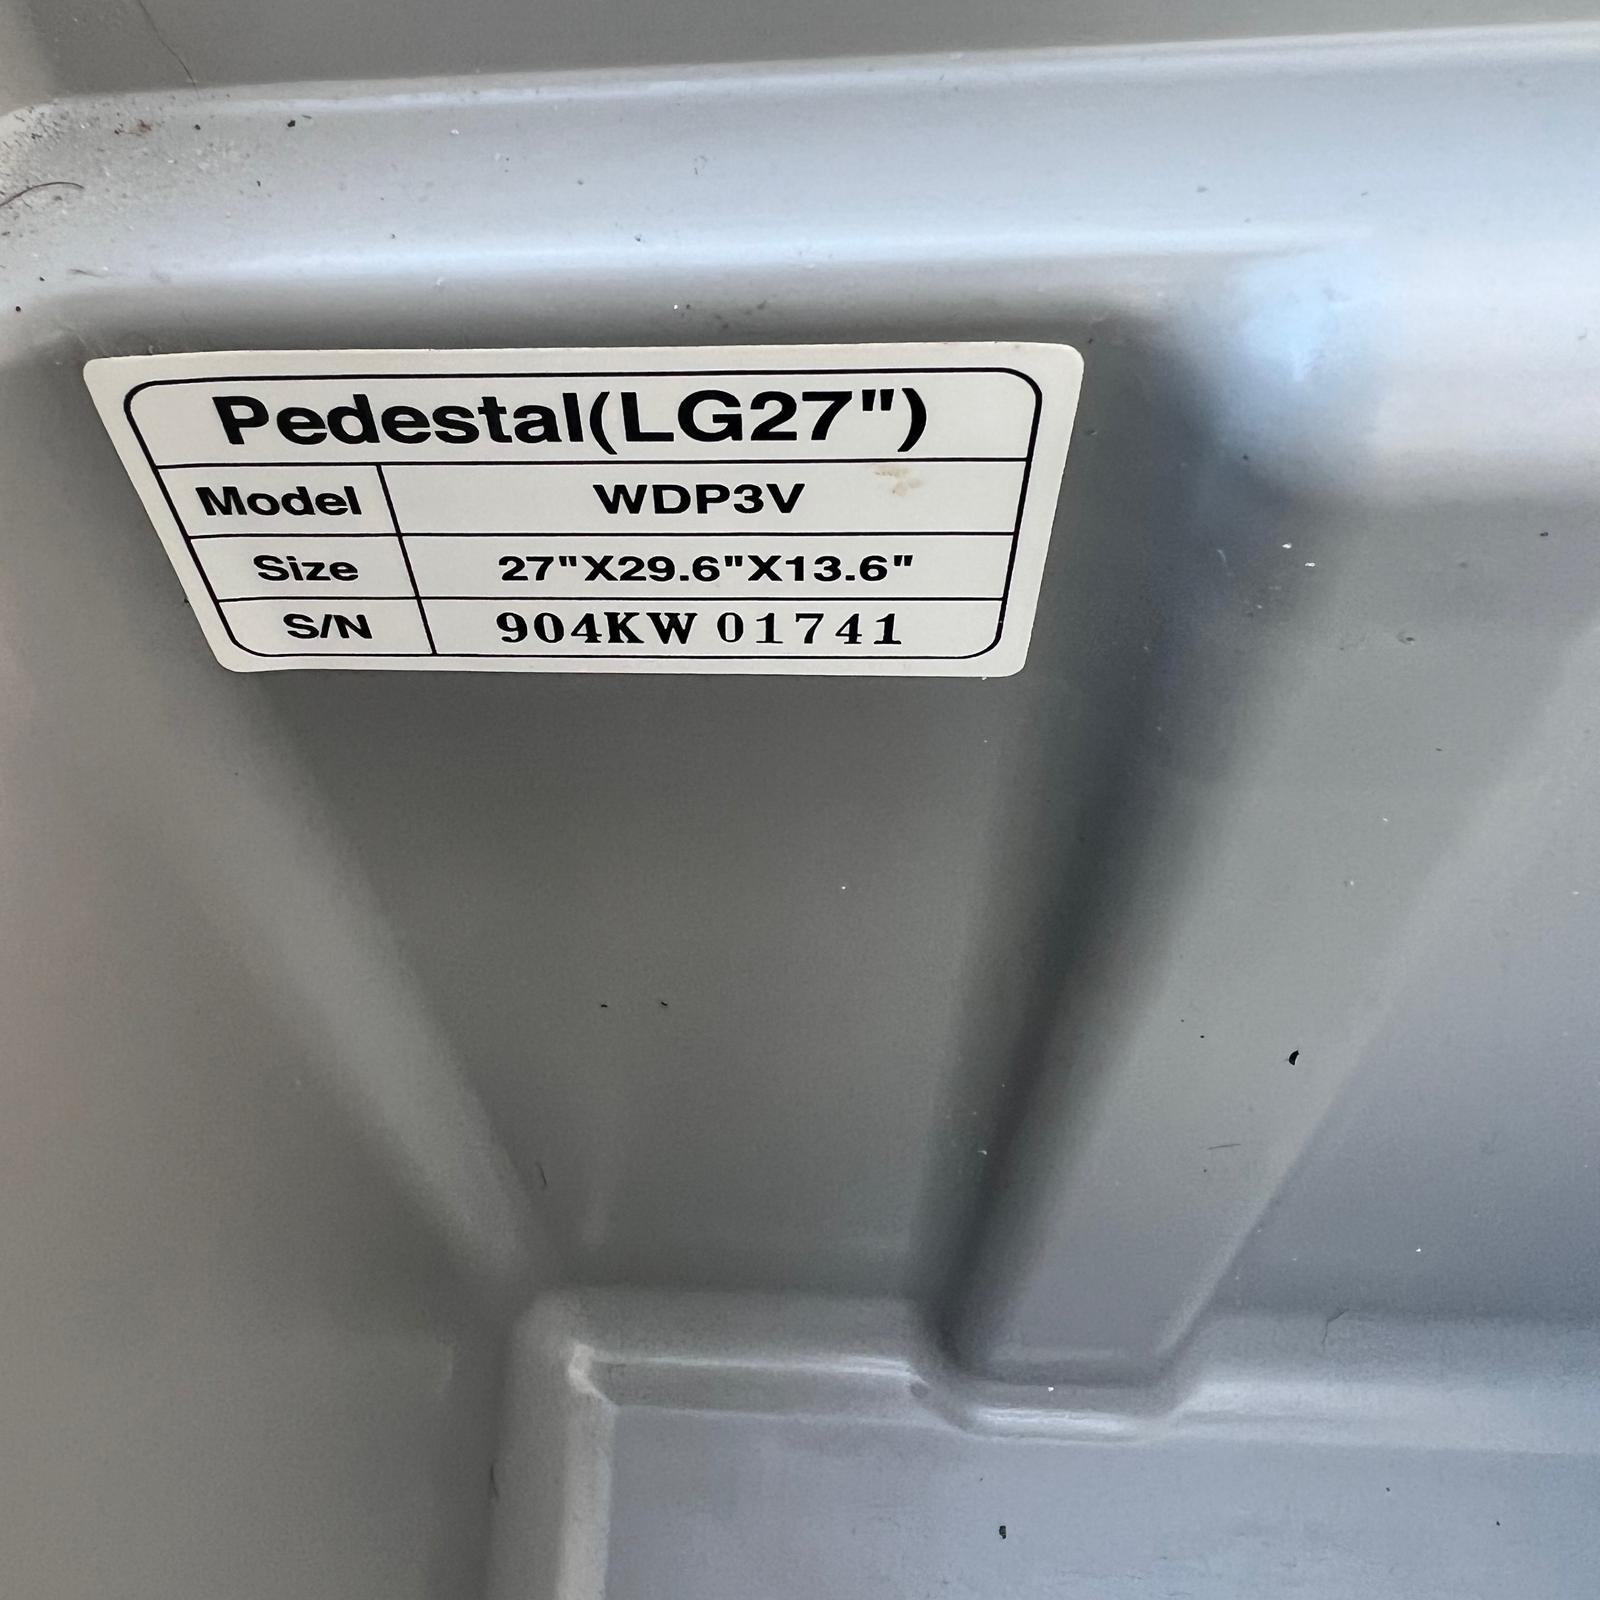 Pedestal(LG27")
Model WDP3V
Size 27"X29.6"X13.6"
S/N 904KW 01741